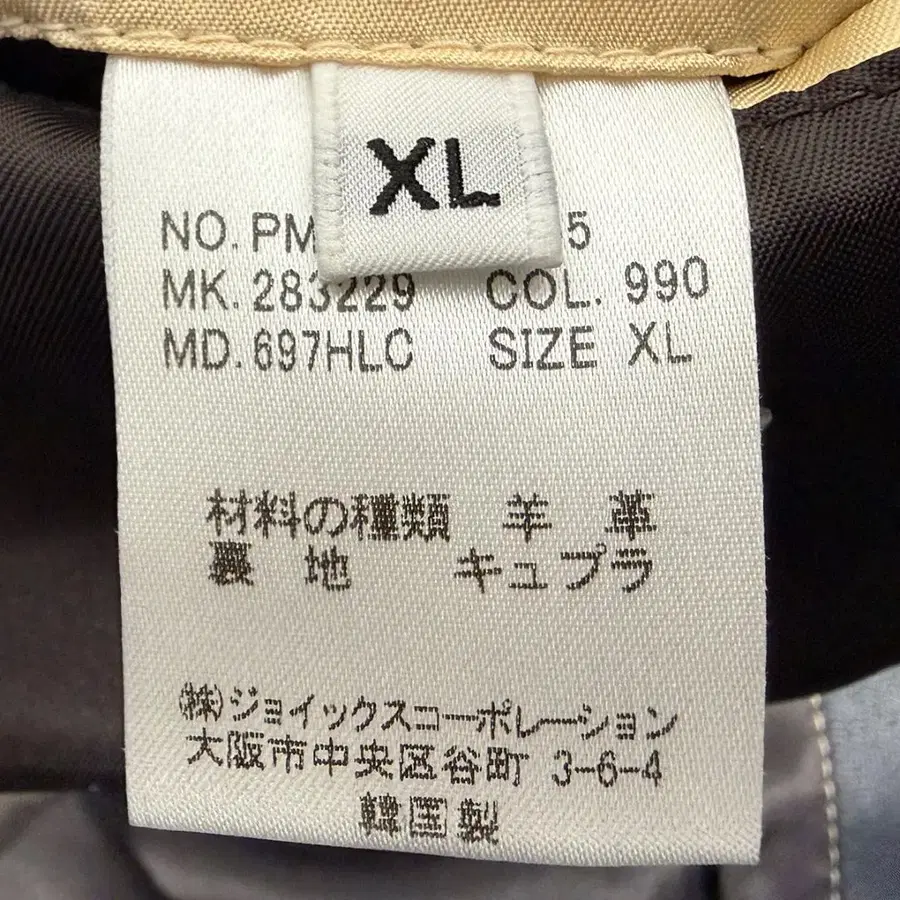 XL
NO. PM 5
MK. 283229 COL. 990
MD. 697HLC SIZE XL
材料の種類 羊革
裏地 キュプラ
(株)ジョイックスコーポレーション
大阪市中央区谷町 3-6-4
韓国製